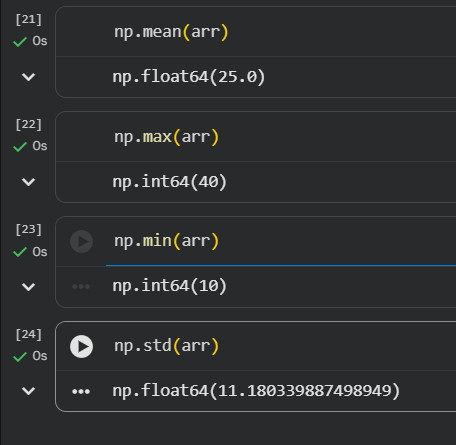 [21]
0s
np.mean(arr)
np.float64(25.0)
[22]
0s
np.max(arr)
np.int64(40)
[23]
0s
np.min(arr)
np.int64(10)
[24]
0s
np.std(arr)
np.float64(11.180339887498949)